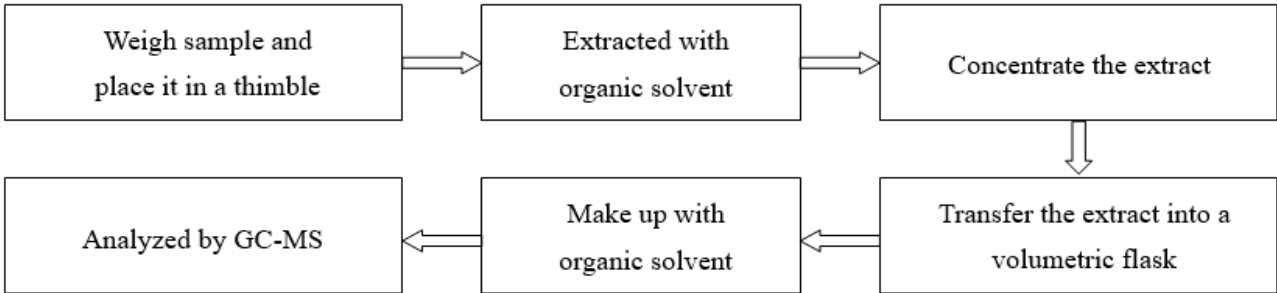 Weigh sample and
place it in a thimble
Extracted with
organic solvent
Concentrate the extract
Transfer the extract into a
volumetric flask
Make up with
organic solvent
Analyzed by GC-MS